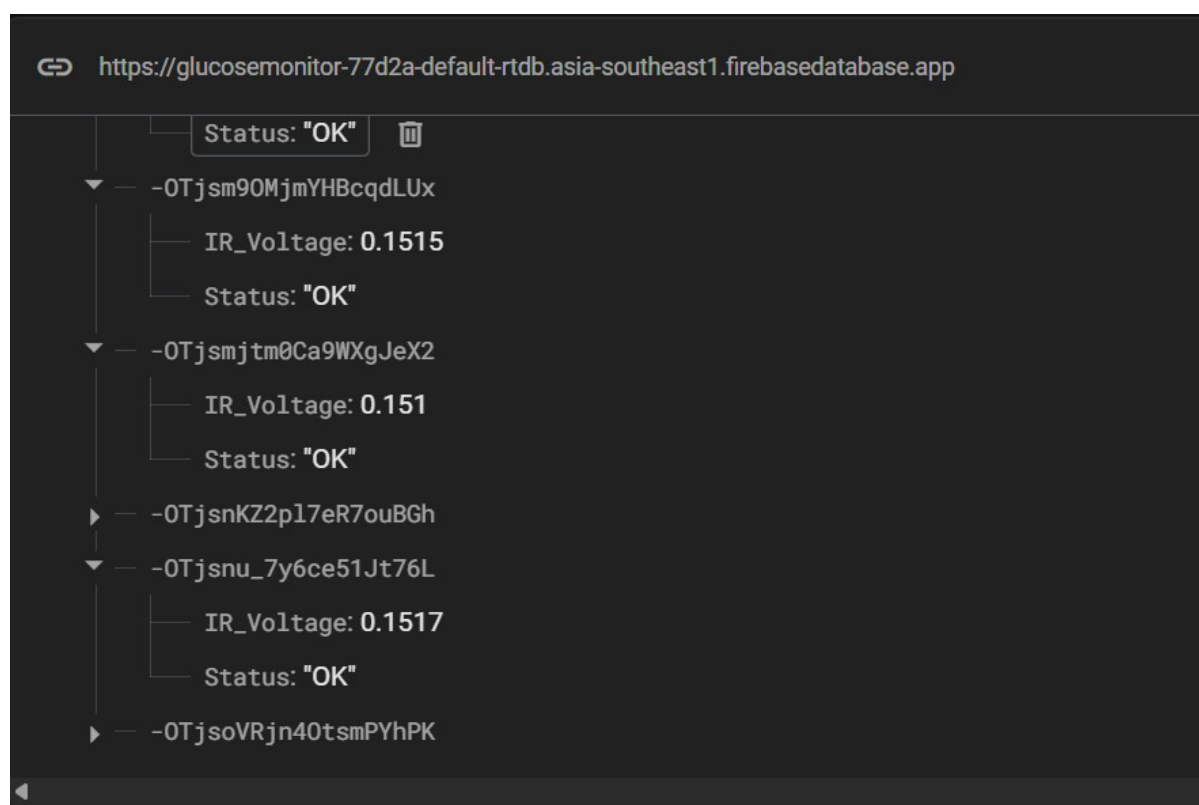 https://glucosemonitor-77d2a-default-rtdb.asia-southeast1.firebasedatabase.app
Status: "OK"
-OTjsm9OMjmYHBcqdLUx
IR_Voltage: 0.1515
Status: "OK"
-OTjsmjtm0Ca9WXgJeX2
IR_Voltage: 0.151
Status: "OK"
-OTjsnKZ2pl7eR7ouBGh
-OTjsnu_7y6ce51Jt76L
IR_Voltage: 0.1517
Status: "OK"
-OTjsoVRjn4OtsmPYhPK